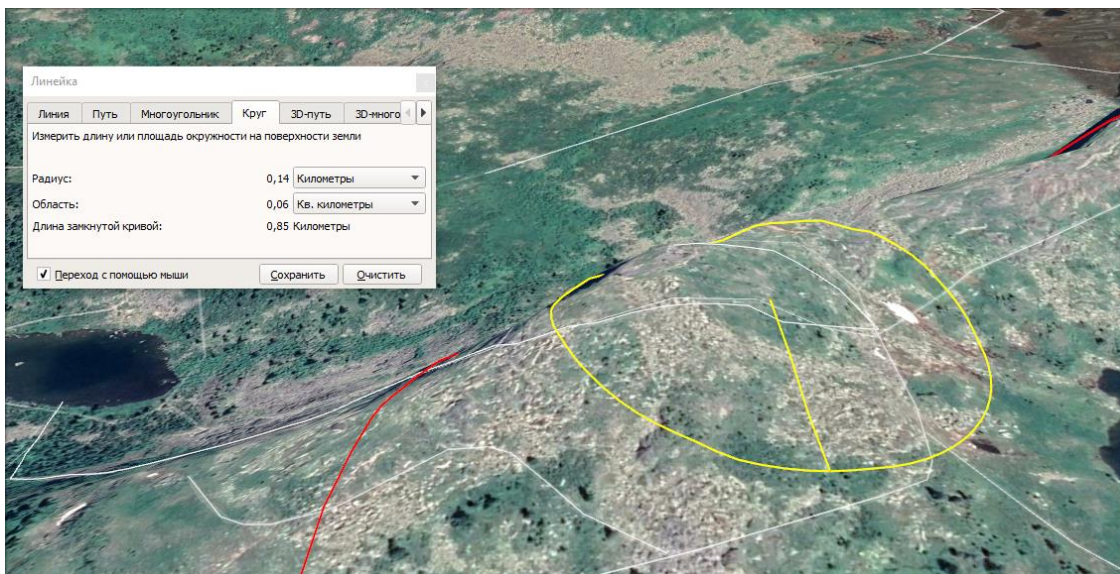 Линейка
Линия Путь Многоугольник Круг 3D-путь 3D-много
Измерить длину или площадь окружности на поверхности земли
Радиус: 0,14 Километры
Область: 0,06 Кв. километры
Длина замкнутой кривой: 0,85 Километры
Переход с помощью мыши Сохранить Очистить